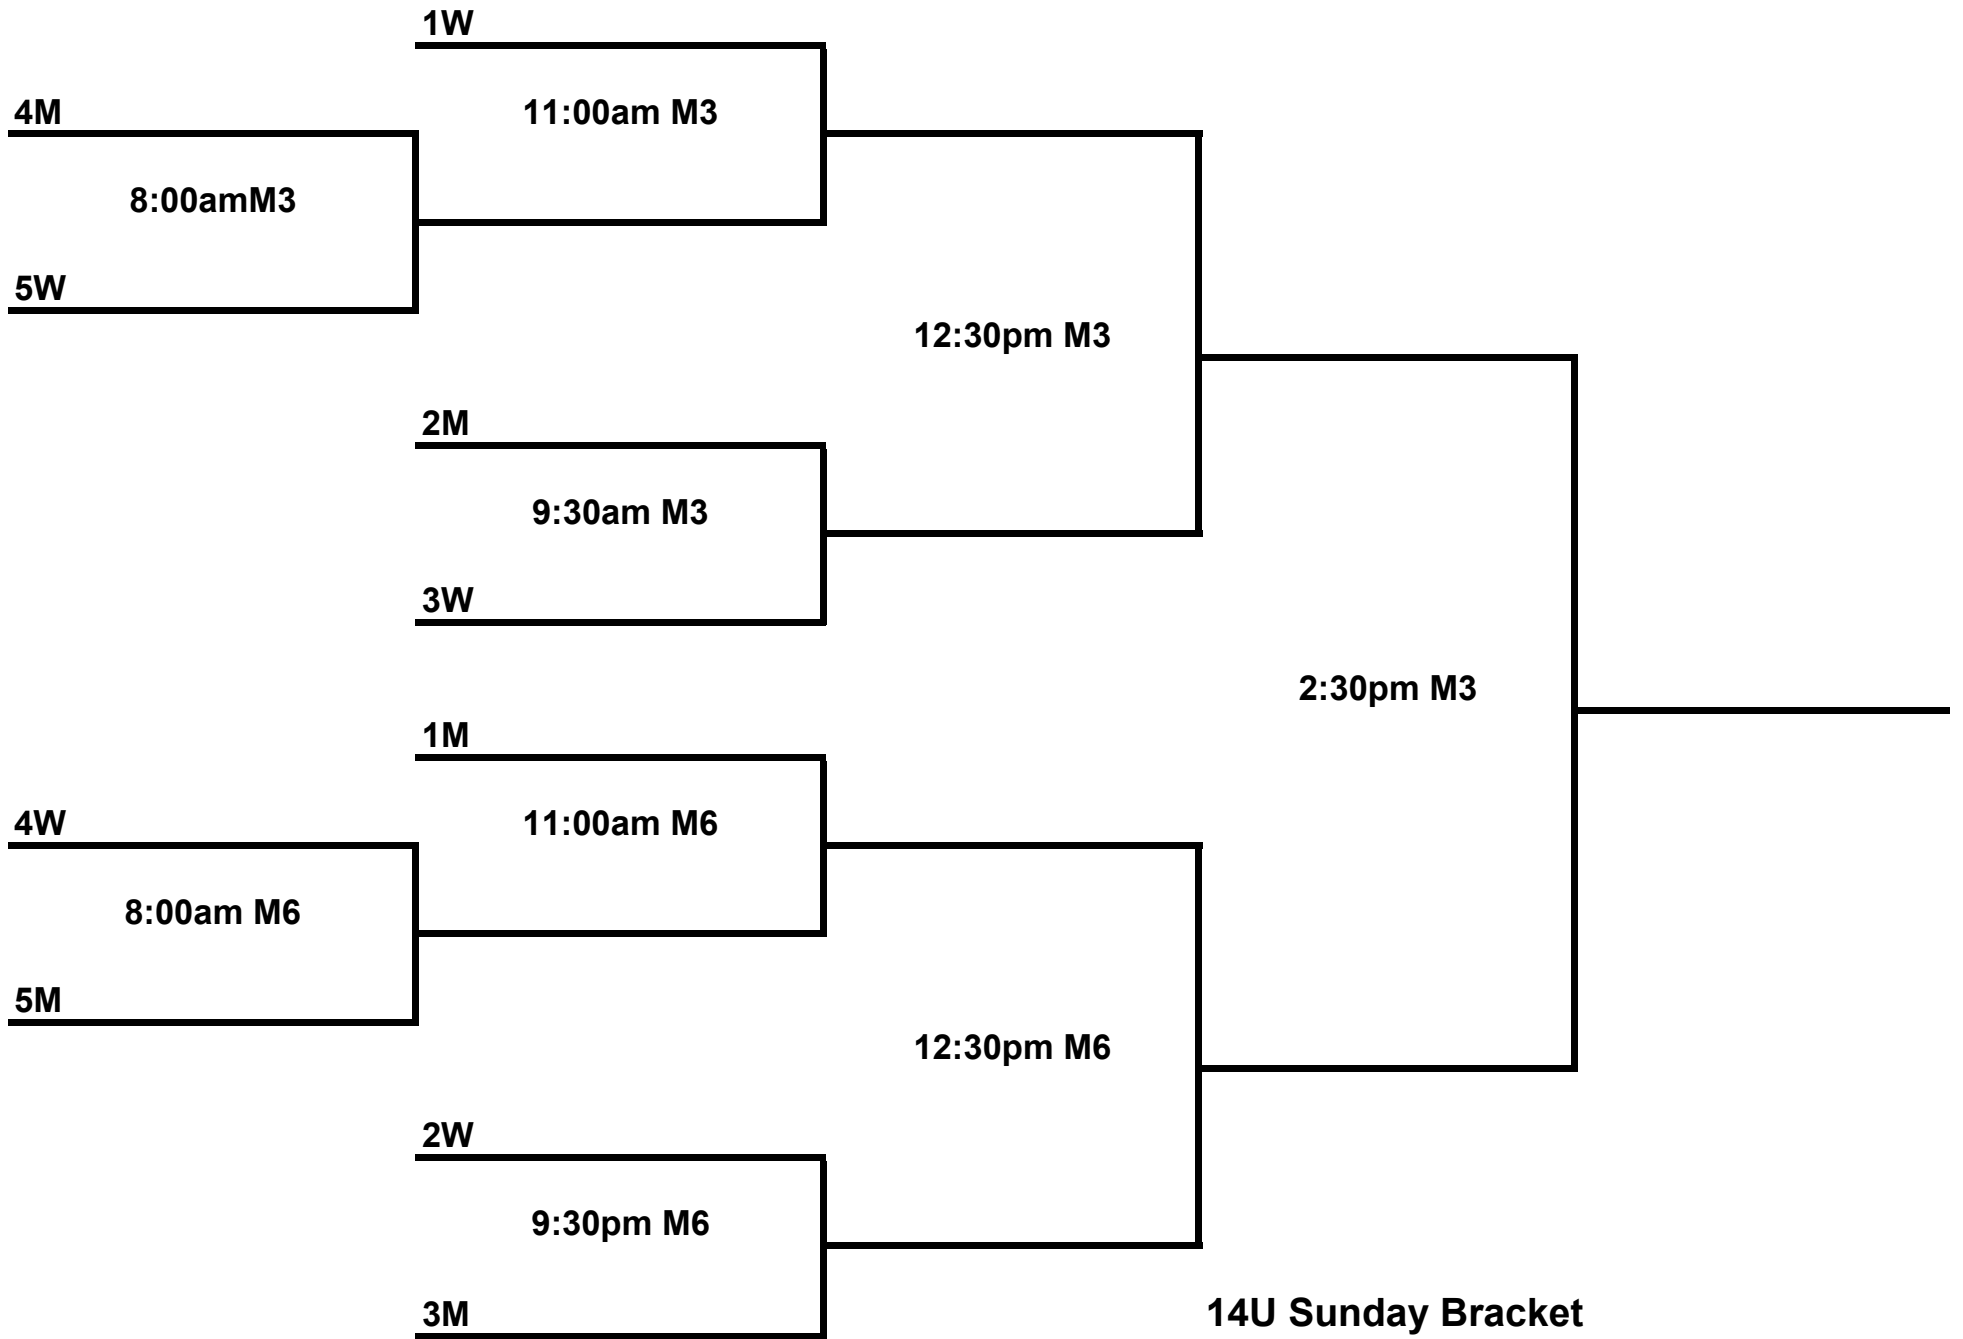 1W
4M
11:00am M3
8:00amM3
5W
12:30pm M3
2M
9:30am M3
3W
2:30pm M3
1M
4W
11:00am M6
8:00am M6
5M
12:30pm M6
2W
9:30pm M6
3M
14U Sunday Bracket